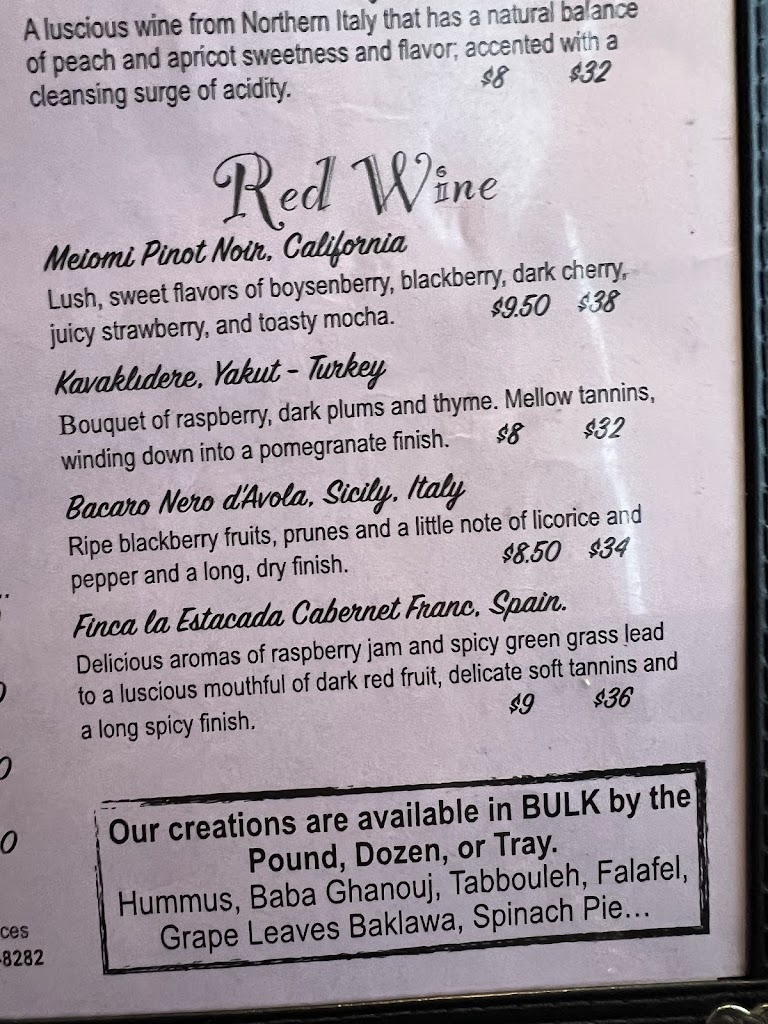 A luscious wine from Northern Italy that has a natural balance
of peach and apricot sweetness and flavor; accented with a
cleansing surge of acidity. $8 $32
Red Wine
Meiomi Pinot Noir, California
Lush, sweet flavors of boysenberry, blackberry, dark cherry,
juicy strawberry, and toasty mocha. $9.50 $38
Kavaklıdere, Yakut - Turkey
Bouquet of raspberry, dark plums and thyme. Mellow tannins,
winding down into a pomegranate finish. $8 $32
Bacaro Nero d'Avola, Sicily, Italy
Ripe blackberry fruits, prunes and a little note of licorice and
pepper and a long, dry finish. $8.50 $34
Finca la Estacada Cabernet Franc, Spain.
Delicious aromas of raspberry jam and spicy green grass lead
to a luscious mouthful of dark red fruit, delicate soft tannins and
a long spicy finish. $9 $36
Our creations are available in BULK by the
Pound, Dozen, or Tray.
Hummus, Baba Ghanouj, Tabbouleh, Falafel,
Grape Leaves Baklawa, Spinach Pie...
ces
-8282